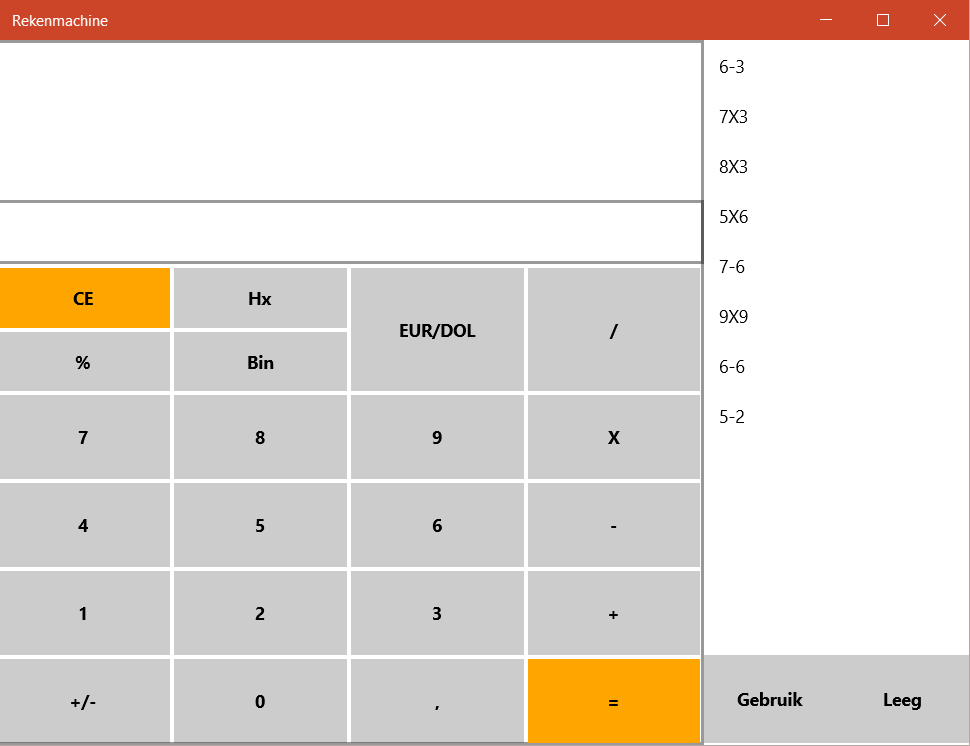 Rekenmachine
6-3
7X3
8X3
5X6
7-6
9X9
6-6
5-2
CE
Hx
EUR/DOL
/
%
Bin
7
8
9
X
4
5
6
-
1
2
3
+
+/-
0
,
=
Gebruik
Leeg